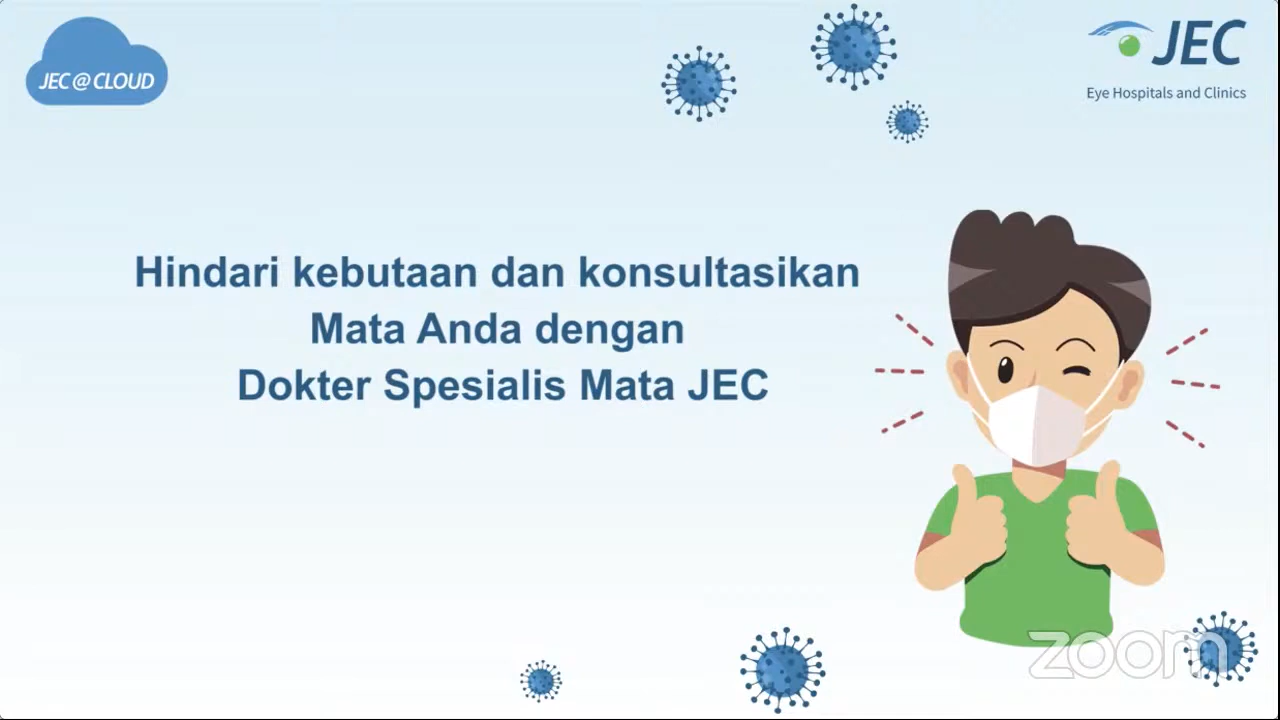 JEC @ CLOUD
JEC
Eye Hospitals and Clinics
Hindari kebutaan dan konsultasikan
Mata Anda dengan
Dokter Spesialis Mata JEC
zoom